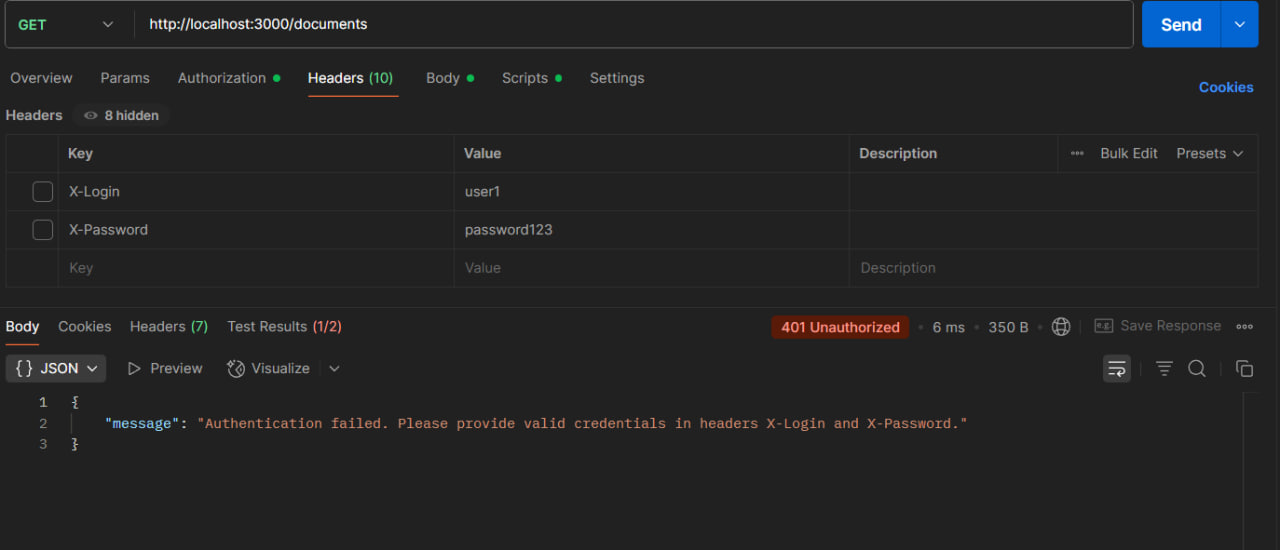 GET http://localhost:3000/documents Send
Overview Params Authorization Headers (10) Body Scripts Settings Cookies
Headers 8 hidden
Key Value Description Bulk Edit Presets
X-Login user1
X-Password password123
Key Value Description
Body Cookies Headers (7) Test Results (1/2) 401 Unauthorized • 6 ms • 350 B • e.g. Save Response
{} JSON Preview Visualize
1 {
2 "message": "Authentication failed. Please provide valid credentials in headers X-Login and X-Password."
3 }